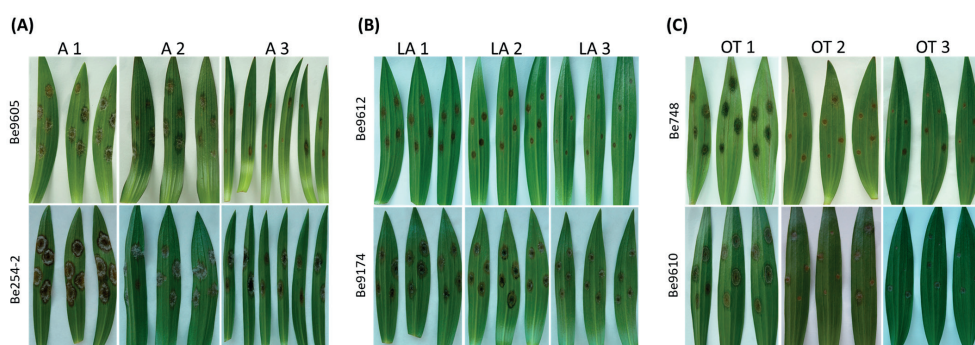 (A)
A 1 A 2 A 3
Be9605
Be254-2
(B)
LA 1 LA 2 LA 3
Be9612
Be9174
(C)
OT 1 OT 2 OT 3
Be748
Be9610